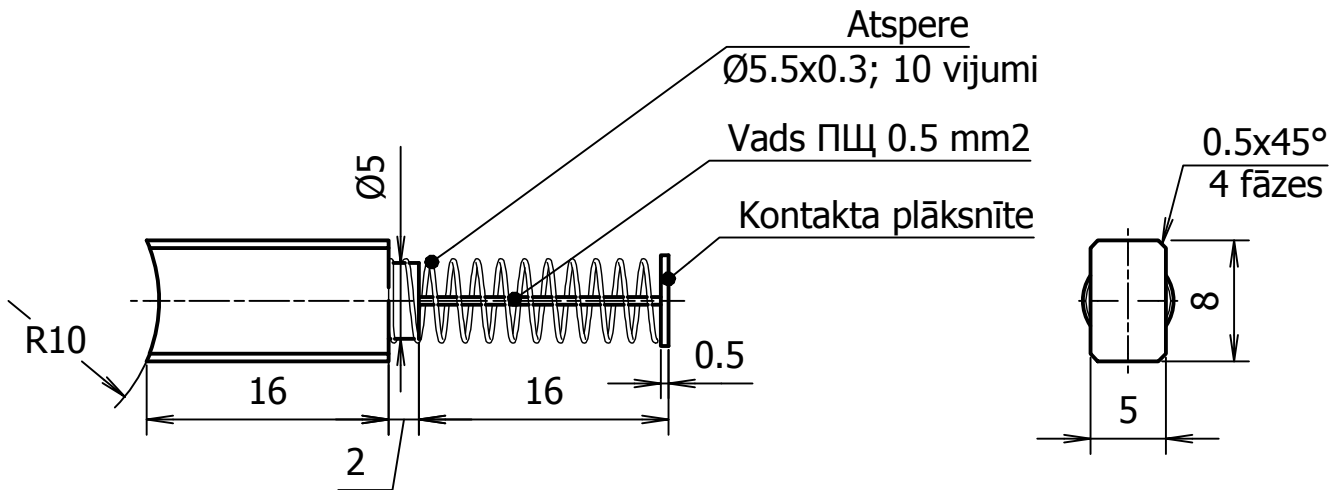 Atspere
Ø5.5x0.3; 10 vijumi
Vads ПЩ 0.5 mm2
Kontakta plāksnīte
0.5x45°
4 fāzes
Ø5
R10
16
2
16
0.5
8
5